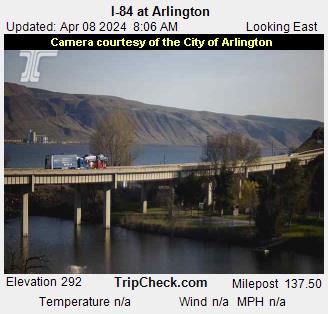 I-84 at Arlington
Updated: Apr 08 2024 8:06 AM Looking East
Camera courtesy of the City of Arlington
Elevation 292 TripCheck.com Milepost 137.50
Temperature n/a Wind n/a MPH n/a